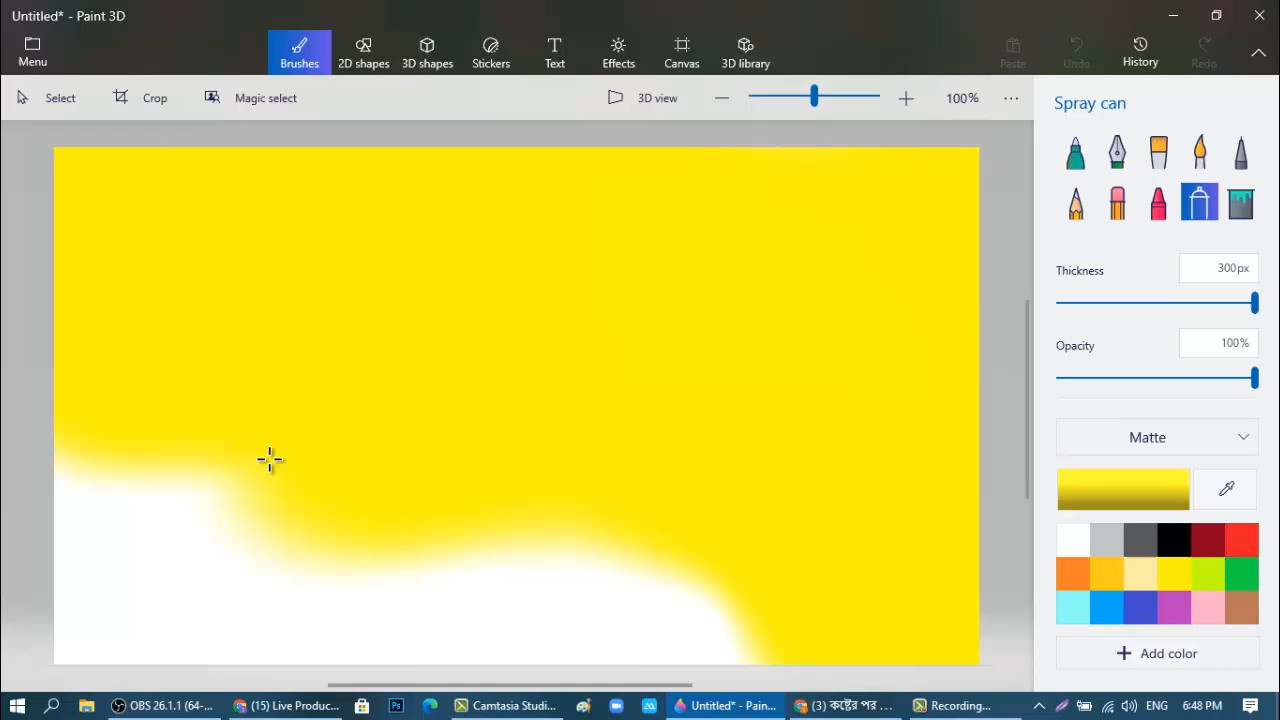 Untitled* - Paint 3D
Menu
Brushes
2D shapes
3D shapes
Stickers
Text
Effects
Canvas
3D library
Paste
Undo
History
Redo
Select
Crop
Magic select
3D view
100%
Spray can
Thickness
300px
Opacity
100%
Matte
Add color
OBS 26.1.1 (64-...
(15) Live Produc...
Camtasia Studi...
Untitled* - Pain...
(3) কষ্টের পর ...
Recording...
ENG
6:48 PM